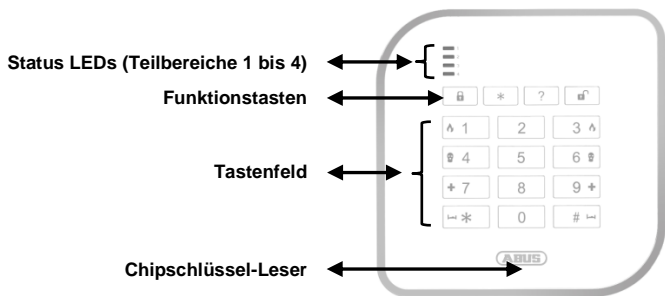 Status LEDs (Teilbereiche 1 bis 4)
Funktionstasten
* ?
Tastenfeld
1 2 3
4 5 6
7 8 9
* 0 #
Chipschlüssel-Leser
ABUS